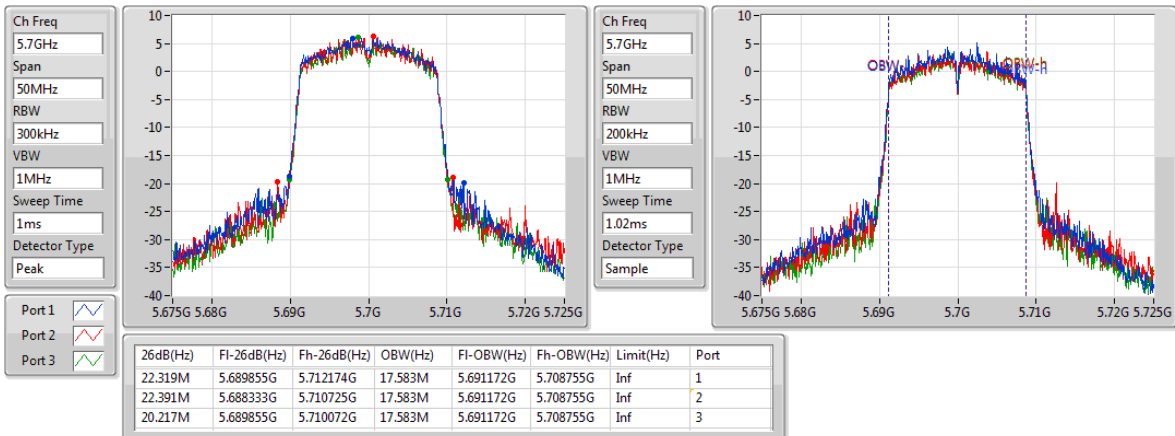 Ch Freq
5.7GHz
Span
50MHz
RBW
300kHz
VBW
1MHz
Sweep Time
1ms
Detector Type
Peak
Port 1
Port 2
Port 3
10
5
0
-5
-10
-15
-20
-25
-30
-35
-40
5.675G 5.68G 5.69G 5.7G 5.71G 5.72G 5.725G
Ch Freq
5.7GHz
Span
50MHz
RBW
200kHz
VBW
1MHz
Sweep Time
1.02ms
Detector Type
Sample
10
5
0
-5
-10
-15
-20
-25
-30
-35
-40
OBW-h
5.675G 5.68G 5.69G 5.7G 5.71G 5.72G 5.725G
26dB(Hz) Fl-26dB(Hz) Fh-26dB(Hz) OBW(Hz) Fl-OBW(Hz) Fh-OBW(Hz) Limit(Hz) Port
22.319M 5.689855G 5.712174G 17.583M 5.691172G 5.708755G Inf 1
22.391M 5.688333G 5.710725G 17.583M 5.691172G 5.708755G Inf 2
20.217M 5.689855G 5.710072G 17.583M 5.691172G 5.708755G Inf 3